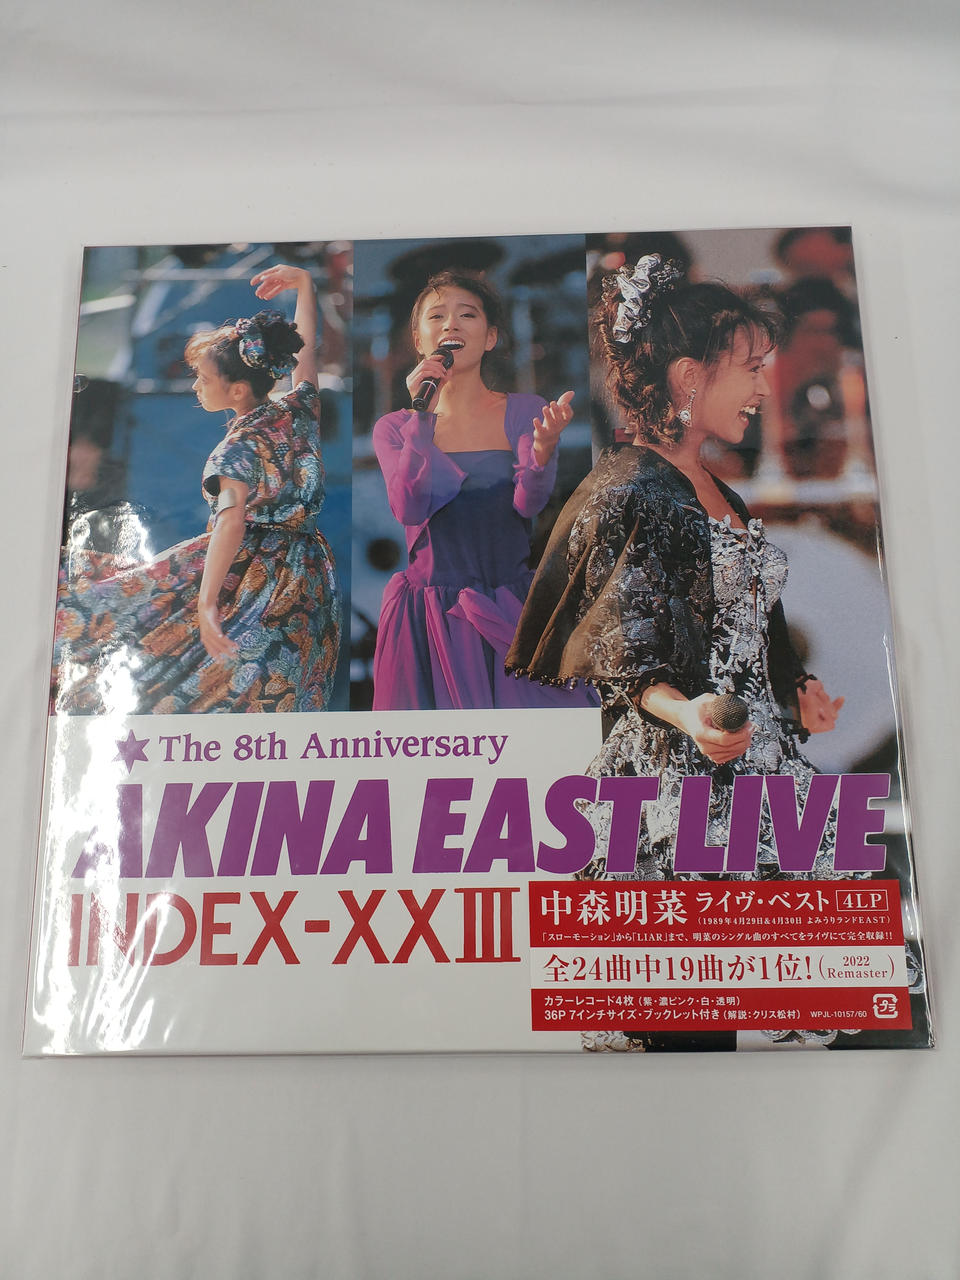 ★ The 8th Anniversary
AKINA EAST LIVE
INDEX-XXIII
中森明菜 ライヴ・ベスト 4LP
(1989年4月29日&4月30日 よみうりランドEAST)
「スローモーション」から「LIAR」まで、明菜のシングル曲のすべてをライヴにて完全収録!!
全24曲中19曲が1位! (2022 Remaster)
カラーレコード4枚 (紫・濃ピンク・白・透明)
36P 7インチサイズ・ブックレット付き (解説:クリス松村) WPJL-10157/60 プラ